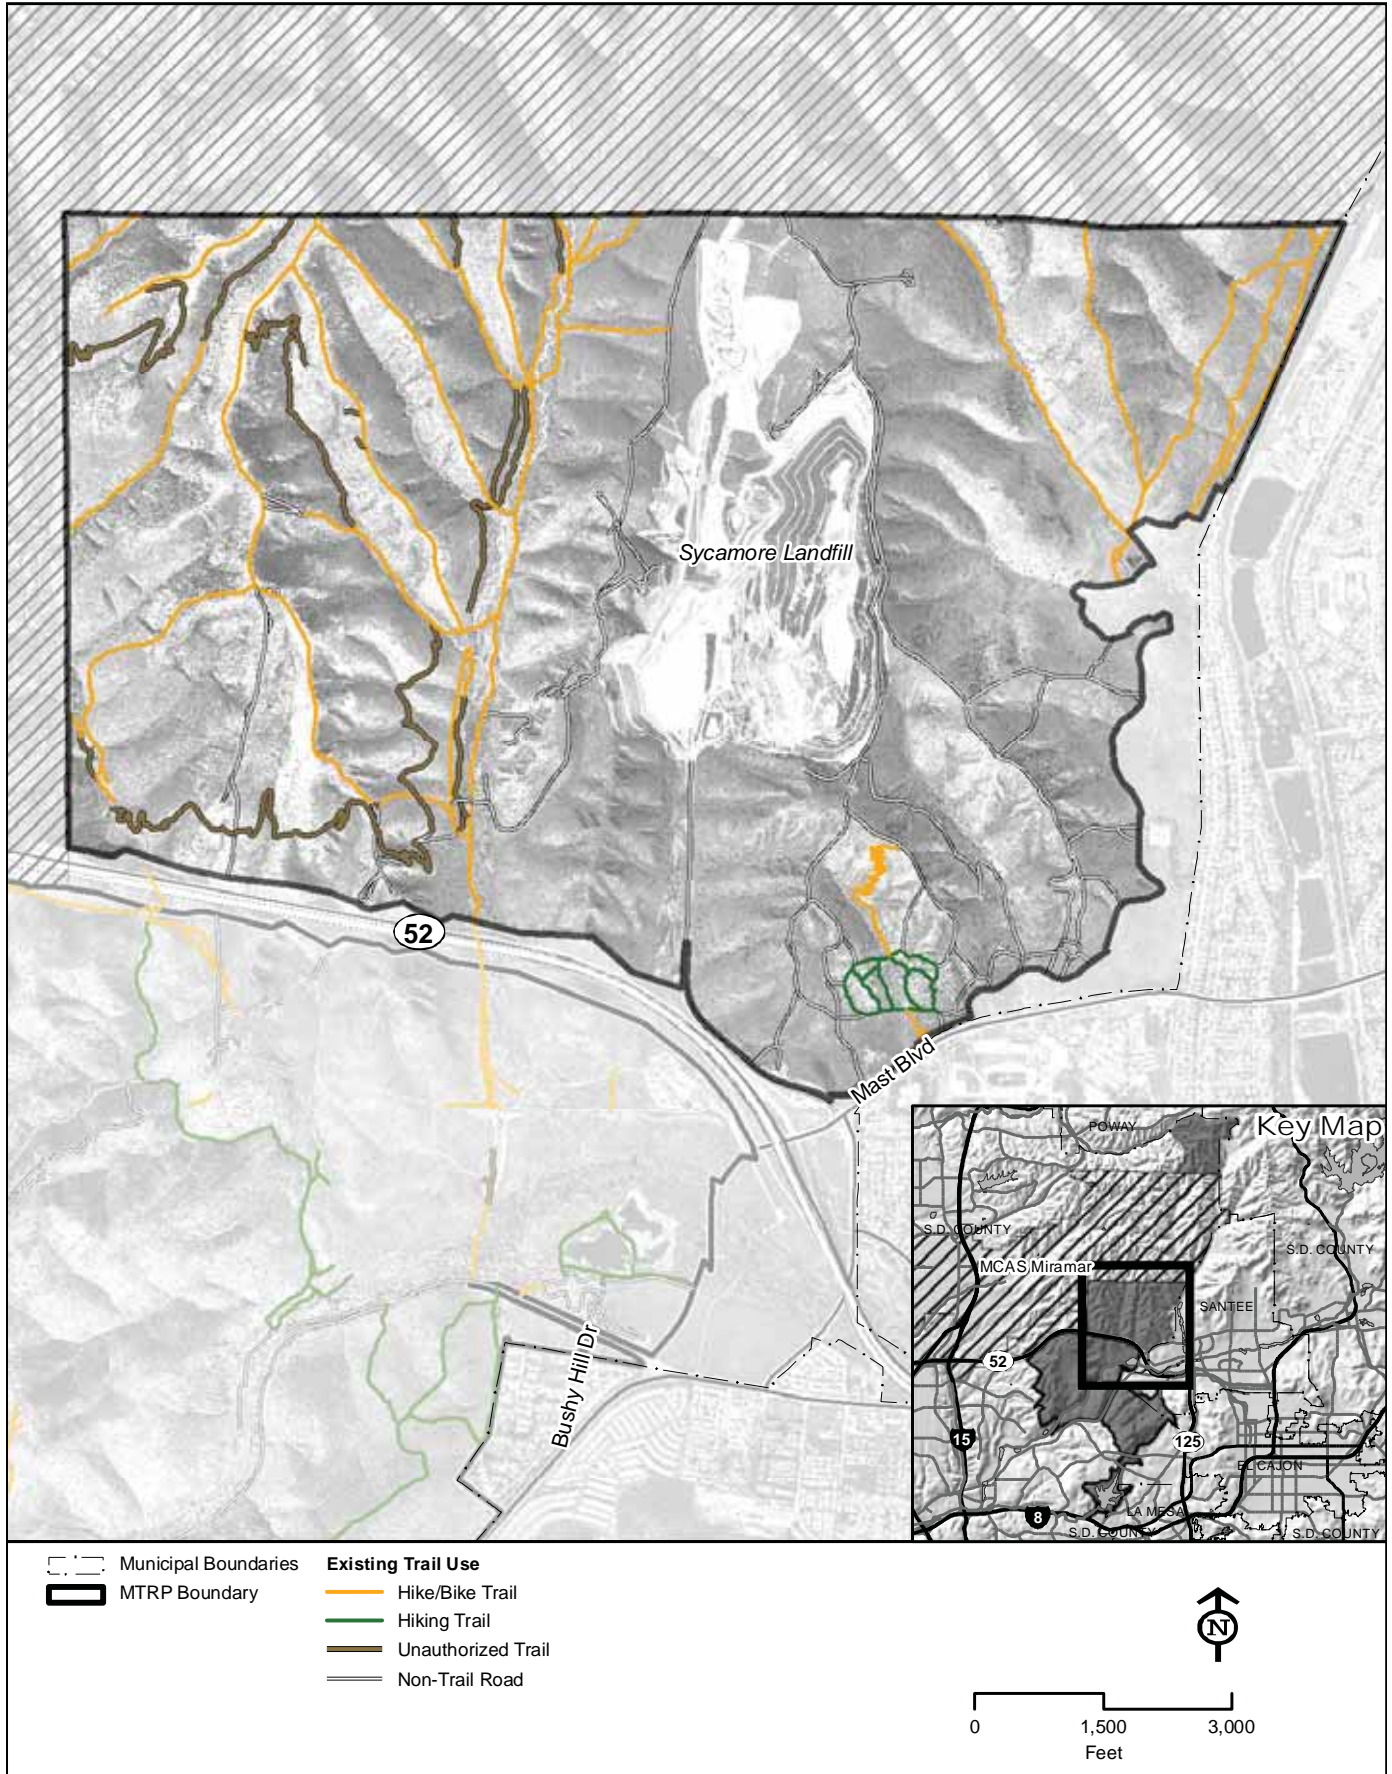 Sycamore Landfill
52
Mast Blvd
Bushy Hill Dr
Key Map
POWAY
S.D. COUNTY
S.D. COUNTY
MCAS Miramar
SANTEE
52
15
125
EL CAJON
8
LA MESA
S.D. COUNTY
S.D. COUNTY
Municipal Boundaries
MTRP Boundary
Existing Trail Use
Hike/Bike Trail
Hiking Trail
Unauthorized Trail
Non-Trail Road
N
0 1,500 3,000
Feet